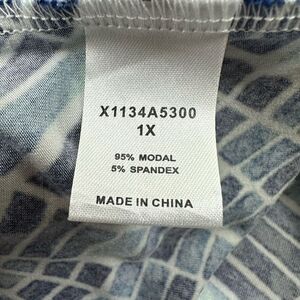 X1134A5300
1X
95% MODAL
5% SPANDEX
MADE IN CHINA